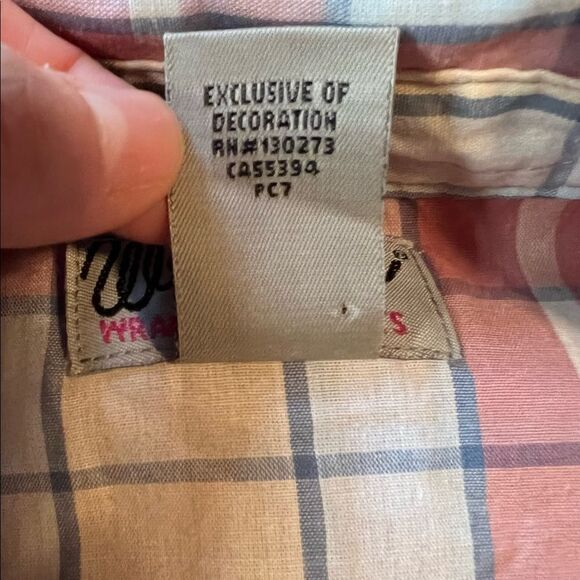 EXCLUSIVE OF
DECORATION
RN#130273
CA55394
PC7